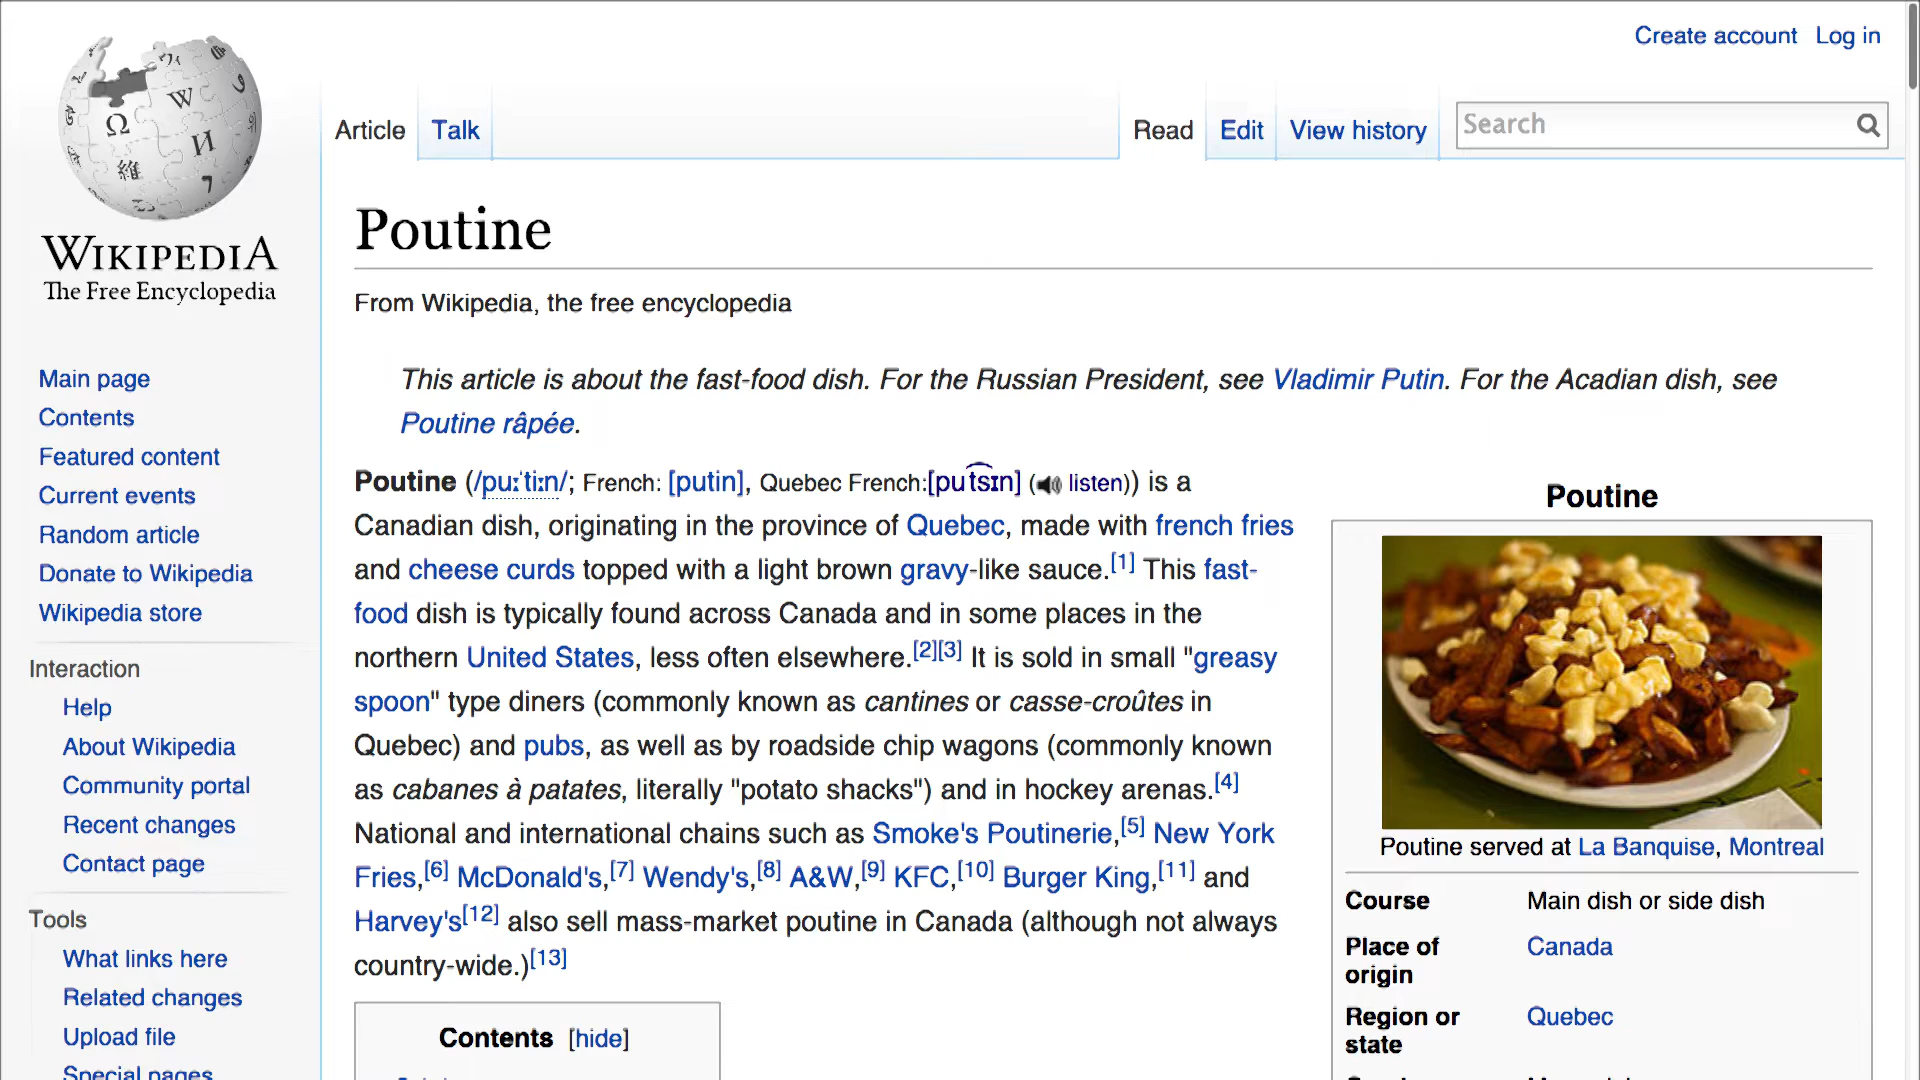 Create account Log in
Article Talk Read Edit View history Search
WIKIPEDIA
The Free Encyclopedia
Main page
Contents
Featured content
Current events
Random article
Donate to Wikipedia
Wikipedia store
Interaction
Help
About Wikipedia
Community portal
Recent changes
Contact page
Tools
What links here
Related changes
Upload file
Special pages
Poutine
From Wikipedia, the free encyclopedia
This article is about the fast-food dish. For the Russian President, see Vladimir Putin. For the Acadian dish, see
Poutine râpée.
Poutine (/puːˈtiːn/; French: [putin], Quebec French:[put͡sɪn] (listen)) is a
Canadian dish, originating in the province of Quebec, made with french fries
and cheese curds topped with a light brown gravy-like sauce.[1] This fast-
food dish is typically found across Canada and in some places in the
northern United States, less often elsewhere.[2][3] It is sold in small "greasy
spoon" type diners (commonly known as cantines or casse-croûtes in
Quebec) and pubs, as well as by roadside chip wagons (commonly known
as cabanes à patates, literally "potato shacks") and in hockey arenas.[4]
National and international chains such as Smoke's Poutinerie,[5] New York
Fries,[6] McDonald's,[7] Wendy's,[8] A&W,[9] KFC,[10] Burger King,[11] and
Harvey's[12] also sell mass-market poutine in Canada (although not always
country-wide.)[13]
Contents [hide]
Poutine
Poutine served at La Banquise, Montreal
Course Main dish or side dish
Place of origin Canada
Region or state Quebec